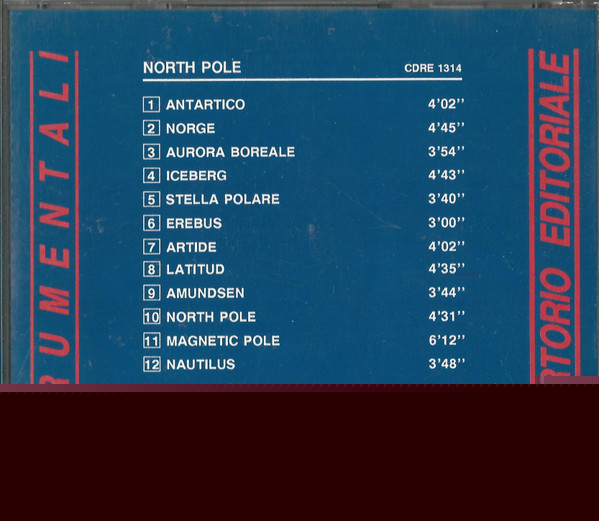 NORTH POLE CDRE 1314
1 ANTARTICO 4'02''
2 NORGE 4'45''
3 AURORA BOREALE 3'54''
4 ICEBERG 4'43''
5 STELLA POLARE 3'40''
6 EREBUS 3'00''
7 ARTIDE 4'02''
8 LATITUD 4'35''
9 AMUNDSEN 3'44''
10 NORTH POLE 4'31''
11 MAGNETIC POLE 6'12''
12 NAUTILUS 3'48''
RUMENTALI
RTORIO EDITORIALE